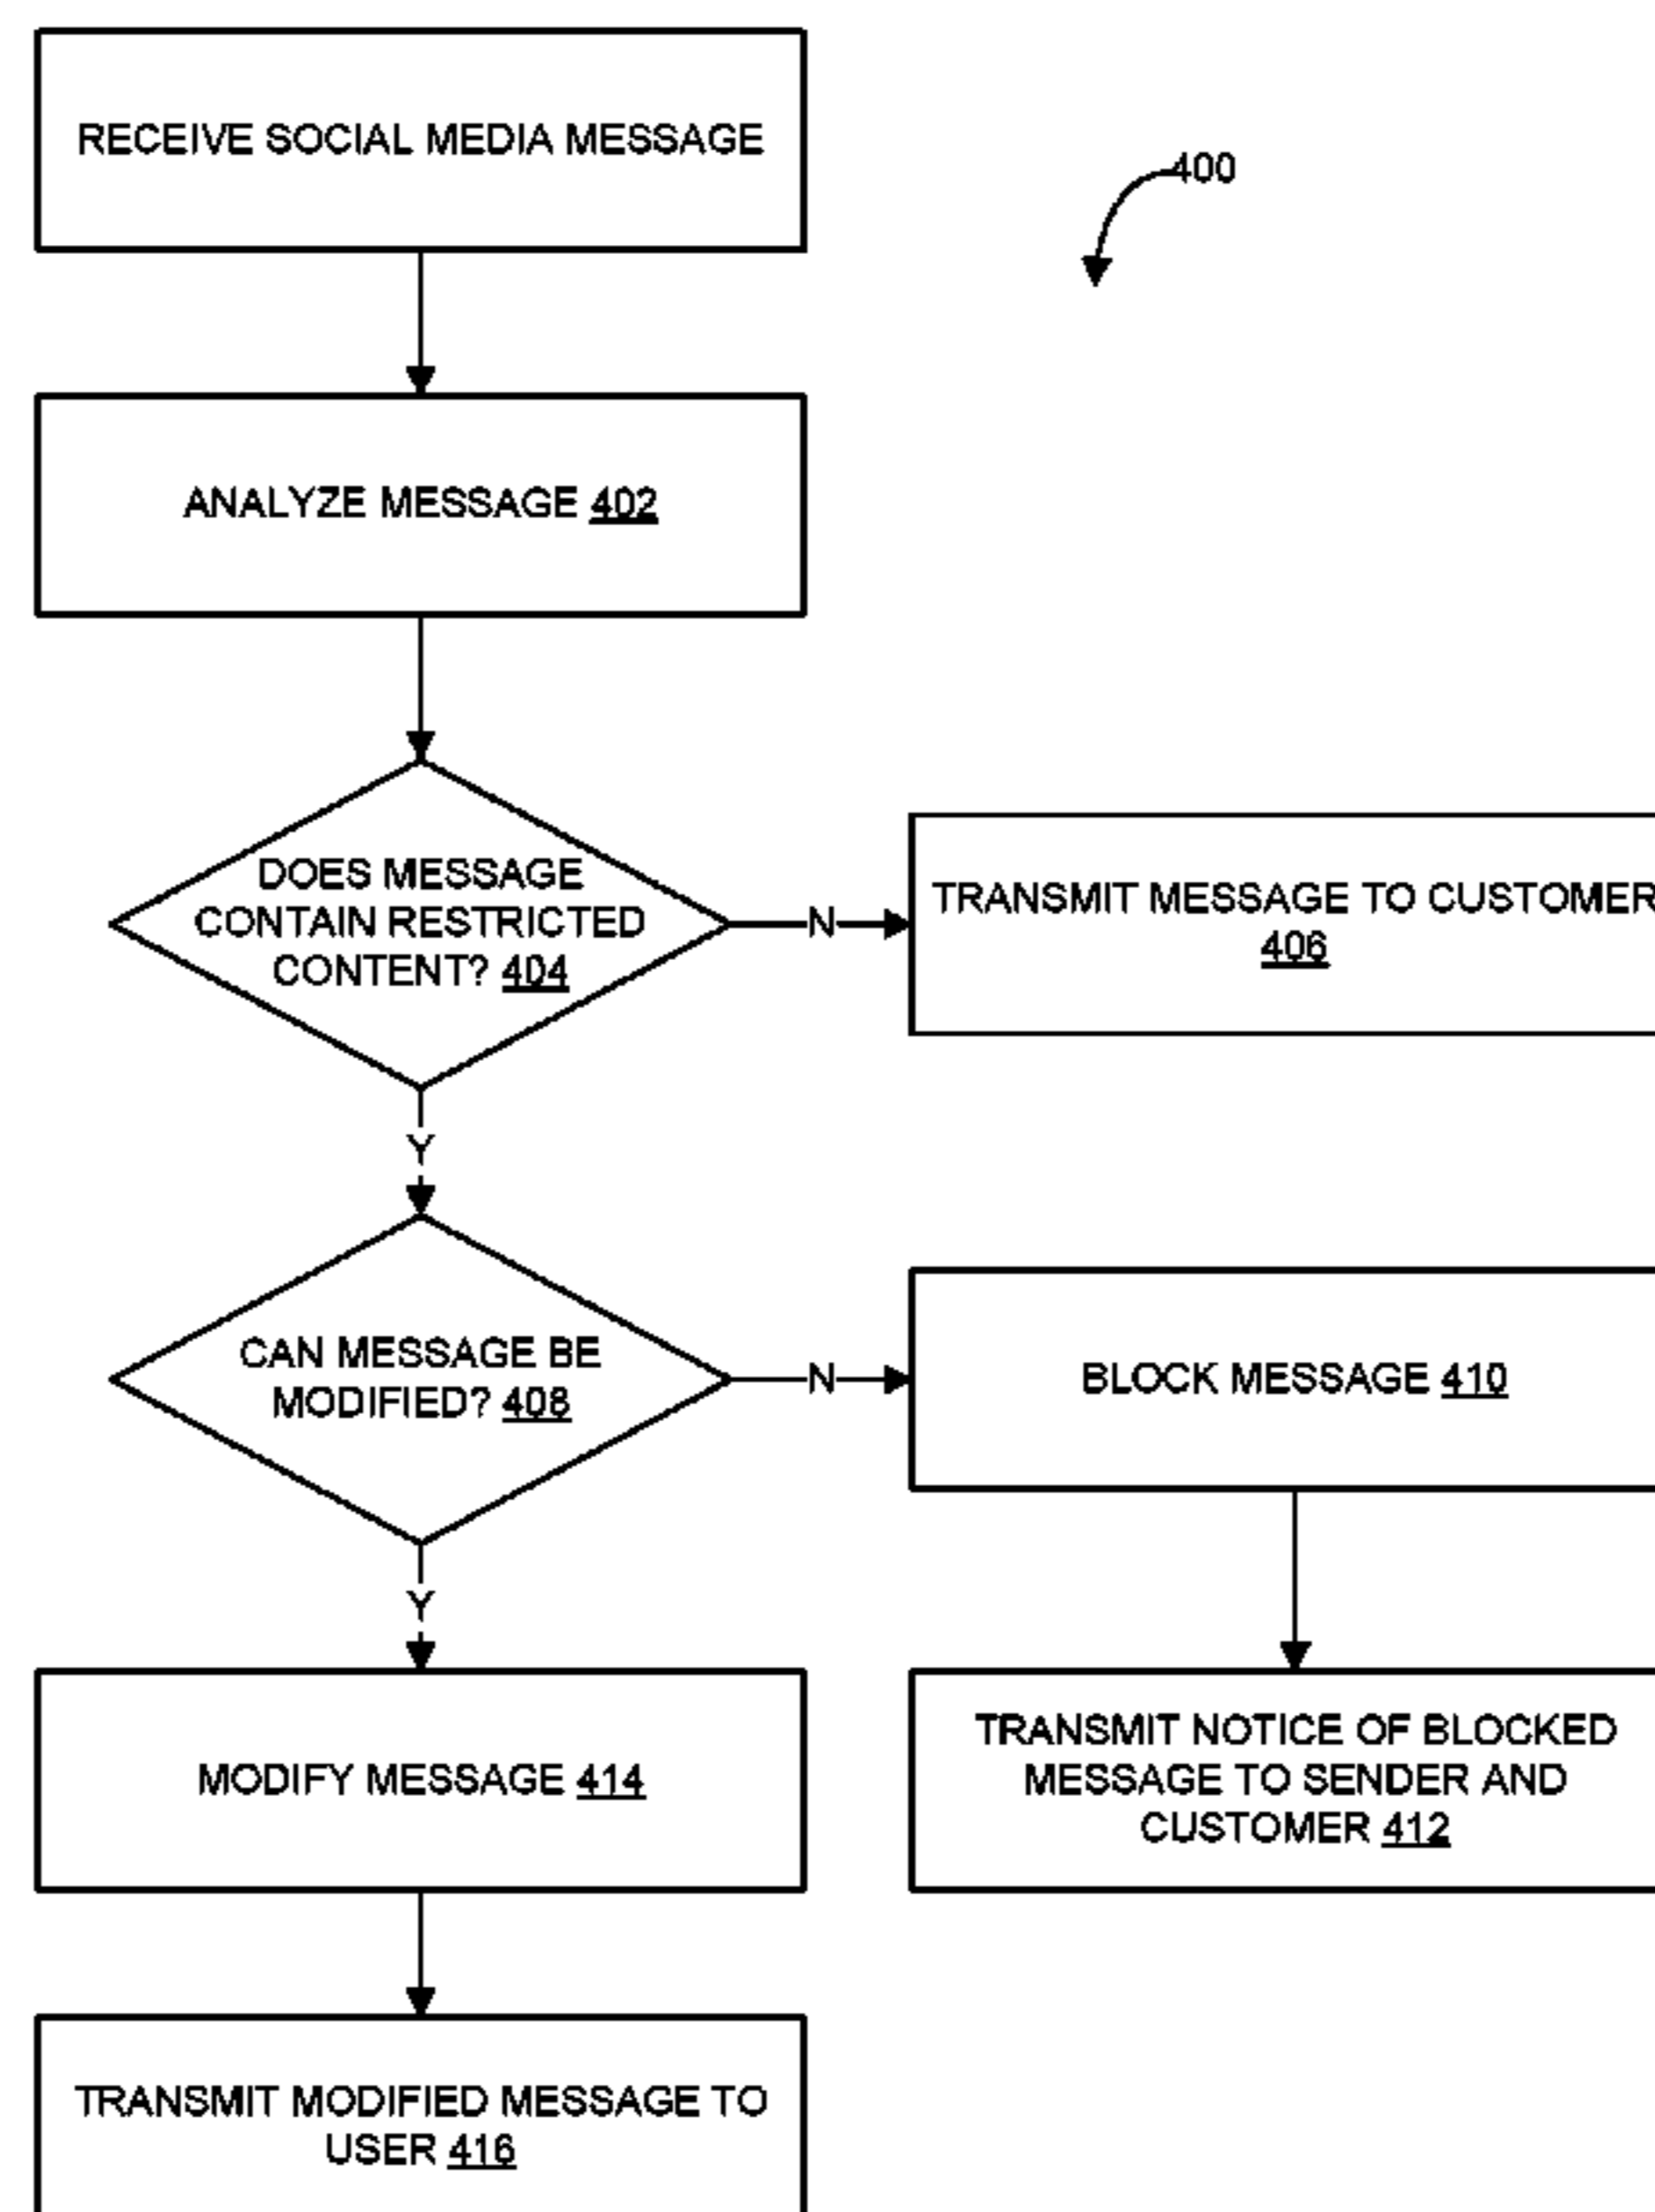 RECEIVE SOCIAL MEDIA MESSAGE
400
ANALYZE MESSAGE 402
DOES MESSAGE
CONTAIN RESTRICTED
CONTENT? 404
N
TRANSMIT MESSAGE TO CUSTOMER
406
Y
CAN MESSAGE BE
MODIFIED? 408
N
BLOCK MESSAGE 410
Y
MODIFY MESSAGE 414
TRANSMIT NOTICE OF BLOCKED
MESSAGE TO SENDER AND
CUSTOMER 412
TRANSMIT MODIFIED MESSAGE TO
USER 416